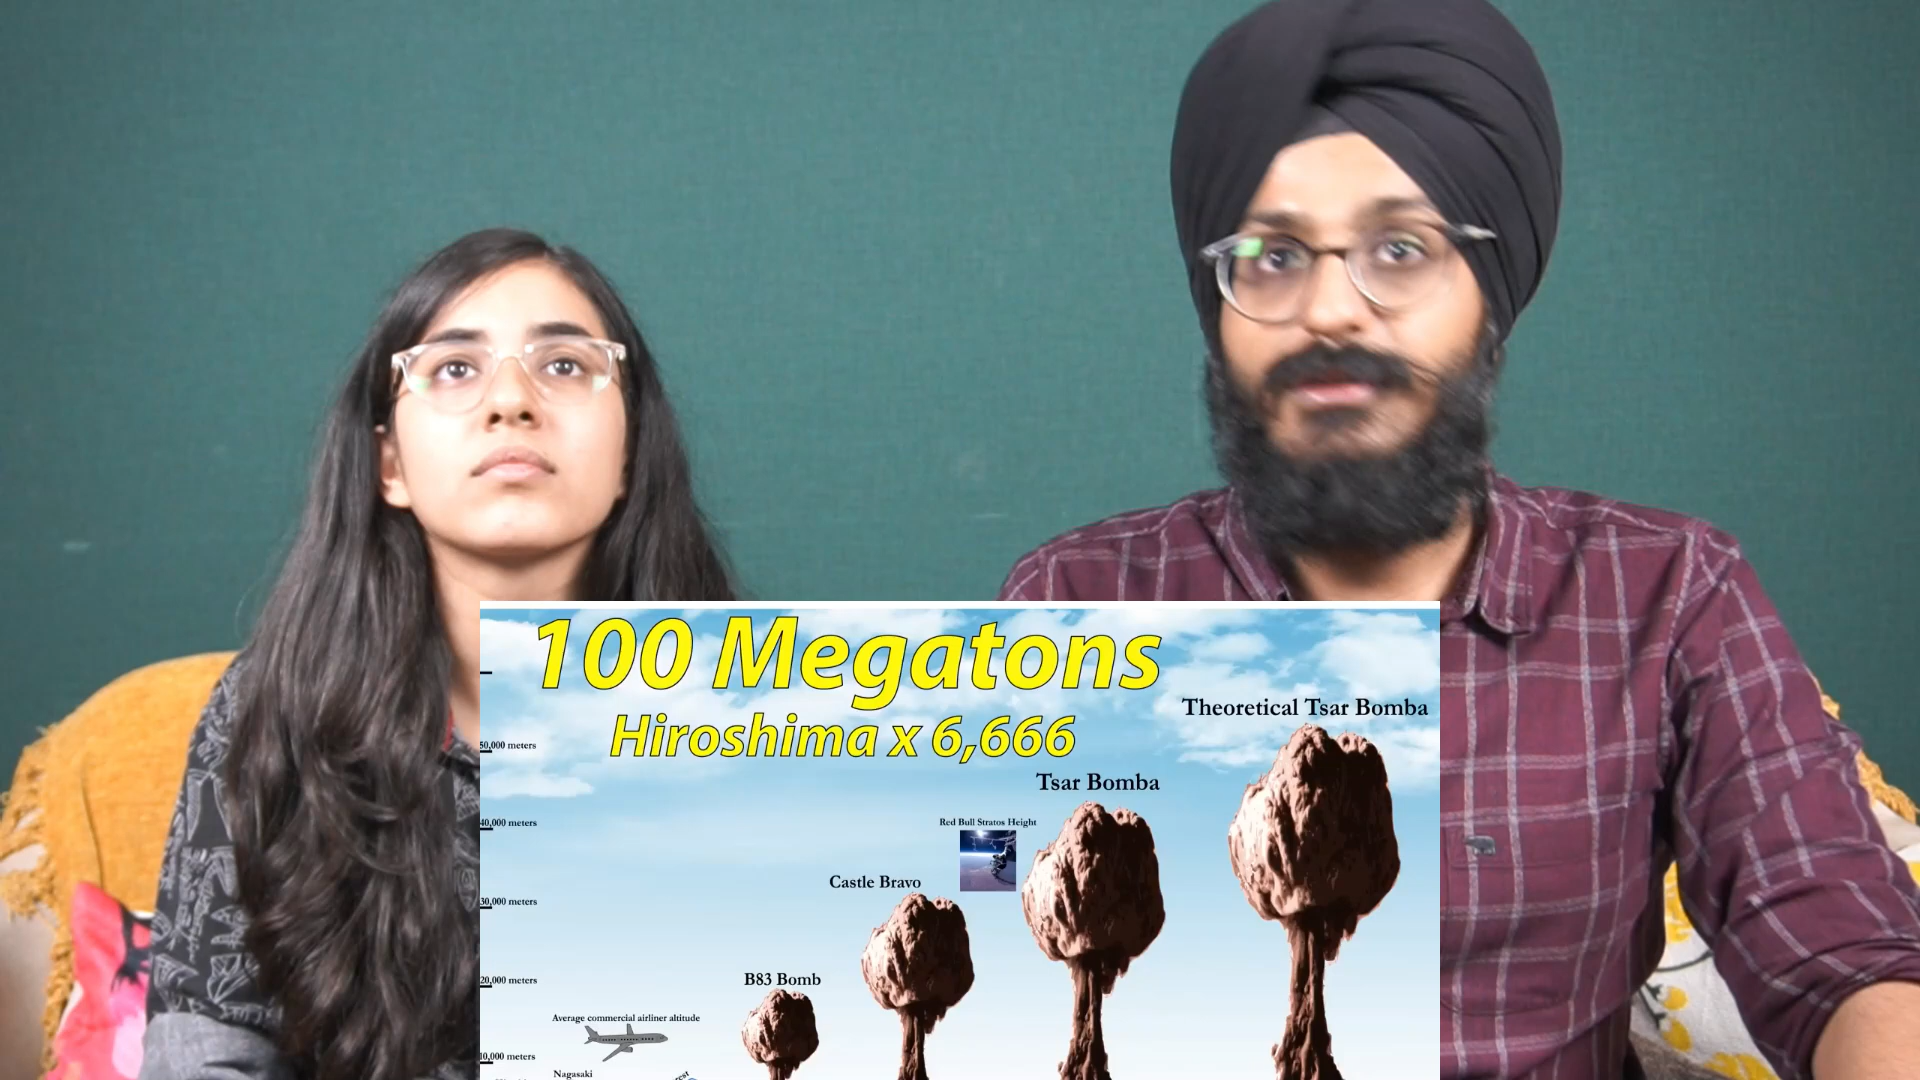 100 Megatons
Hiroshima x 6,666
Theoretical Tsar Bomba
50,000 meters
Tsar Bomba
40,000 meters
Red Bull Stratos Height
Castle Bravo
30,000 meters
B83 Bomb
20,000 meters
Average commercial airliner altitude
10,000 meters
Nagasaki